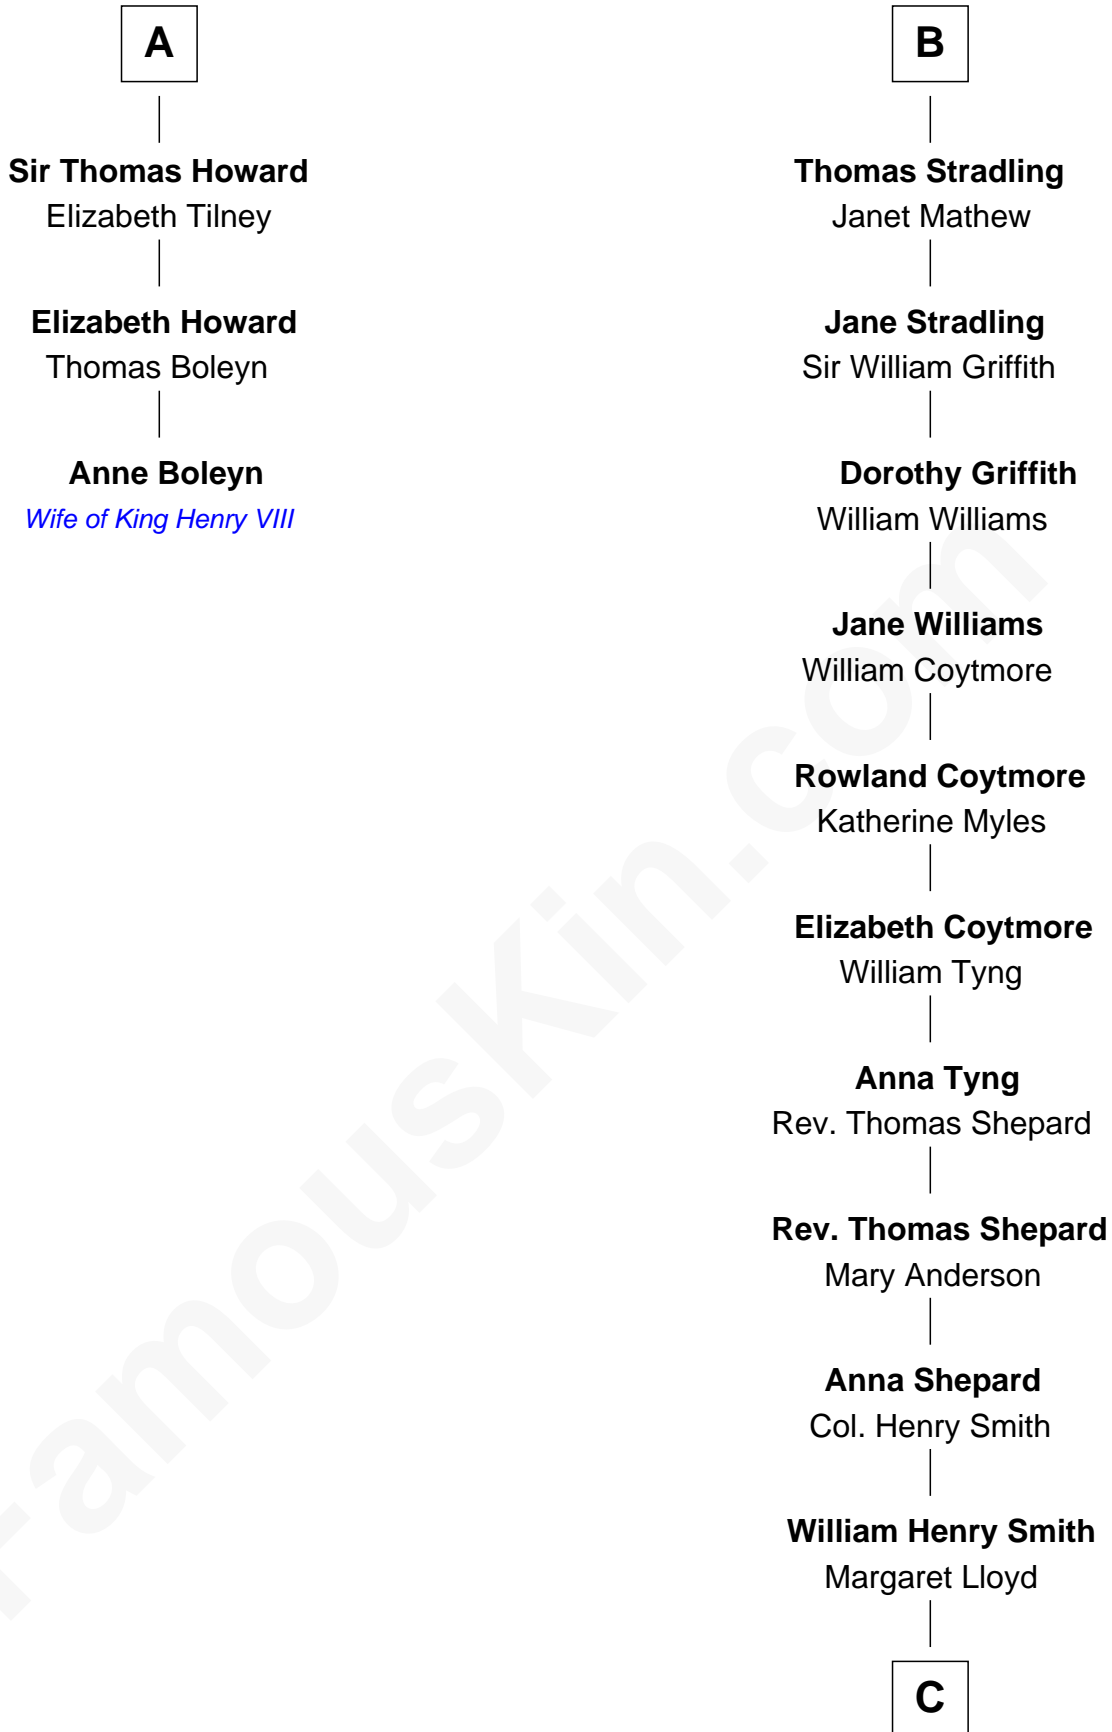 A
Sir Thomas Howard
Elizabeth Tilney
Elizabeth Howard
Thomas Boleyn
Anne Boleyn
Wife of King Henry VIII
B
Thomas Stradling
Janet Mathew
Jane Stradling
Sir William Griffith
Dorothy Griffith
William Williams
Jane Williams
William Coytmore
Rowland Coytmore
Katherine Myles
Elizabeth Coytmore
William Tyng
Anna Tyng
Rev. Thomas Shepard
Rev. Thomas Shepard
Mary Anderson
Anna Shepard
Col. Henry Smith
William Henry Smith
Margaret Lloyd
C
FamousKin.com